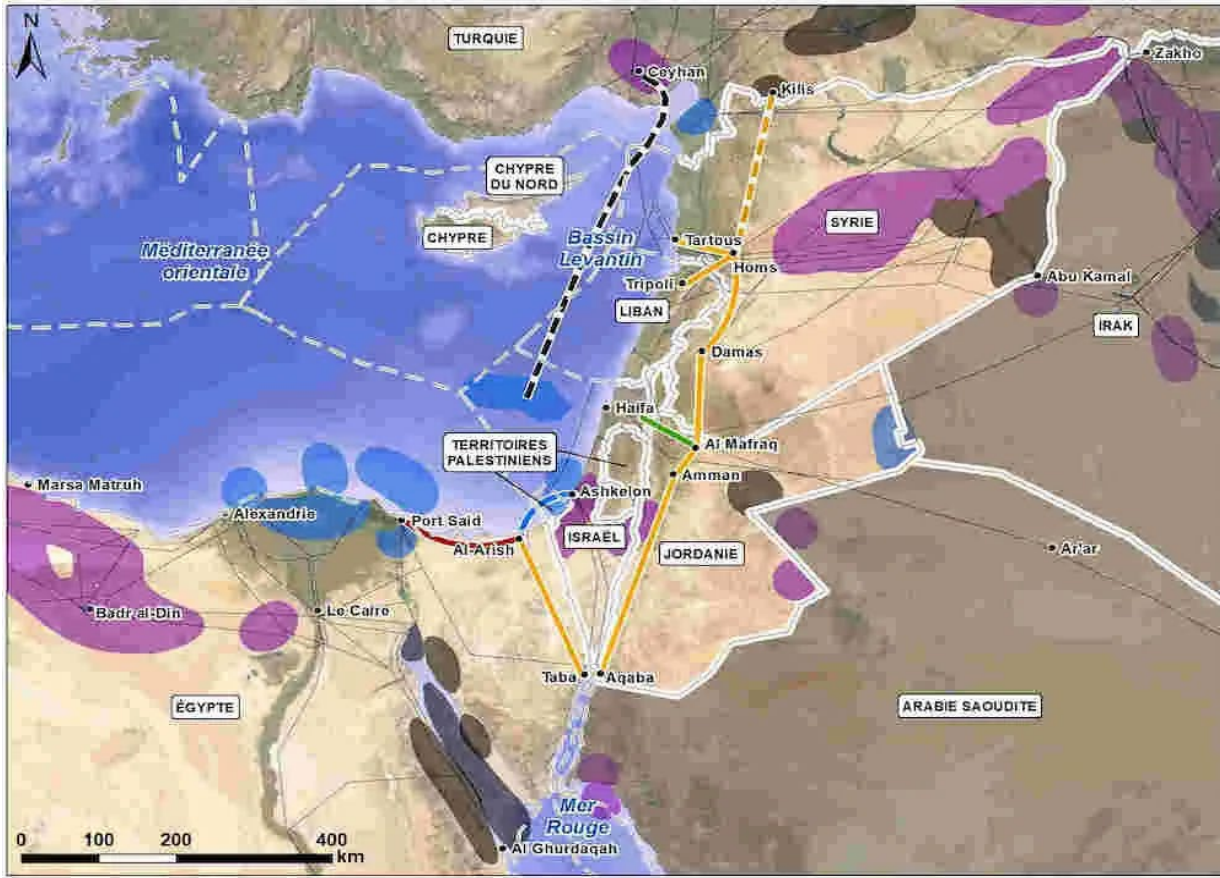 N
TURQUIE
Ceyhan
Kilis
Zakho
CHYPRE
DU NORD
CHYPRE
SYRIE
Méditerranée
orientale
Bassin
Levantin
Tartous
Homs
Tripoli
Abu Kamal
LIBAN
IRAK
Damas
Haifa
Al Mafraq
TERRITOIRES
PALESTINIENS
Amman
Marsa Matruh
Ashkelon
Alexandrie
Port Saïd
ISRAËL
Al-Arish
JORDANIE
Ar'ar
Badr al-Din
Le Caire
Taba
Aqaba
ÉGYPTE
ARABIE SAOUDITE
Mer
Rouge
0 100 200 400
km
Al Ghurdaqah